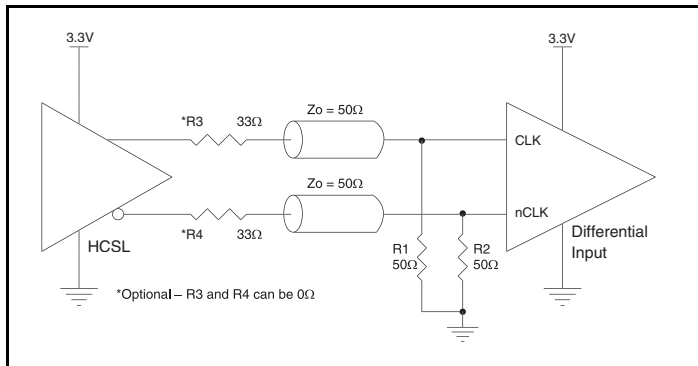 3.3V
3.3V
*R3
33Ω
Zo = 50Ω
CLK
Zo = 50Ω
nCLK
HCSL
*R4
33Ω
R1
50Ω
R2
50Ω
Differential
Input
*Optional – R3 and R4 can be 0Ω